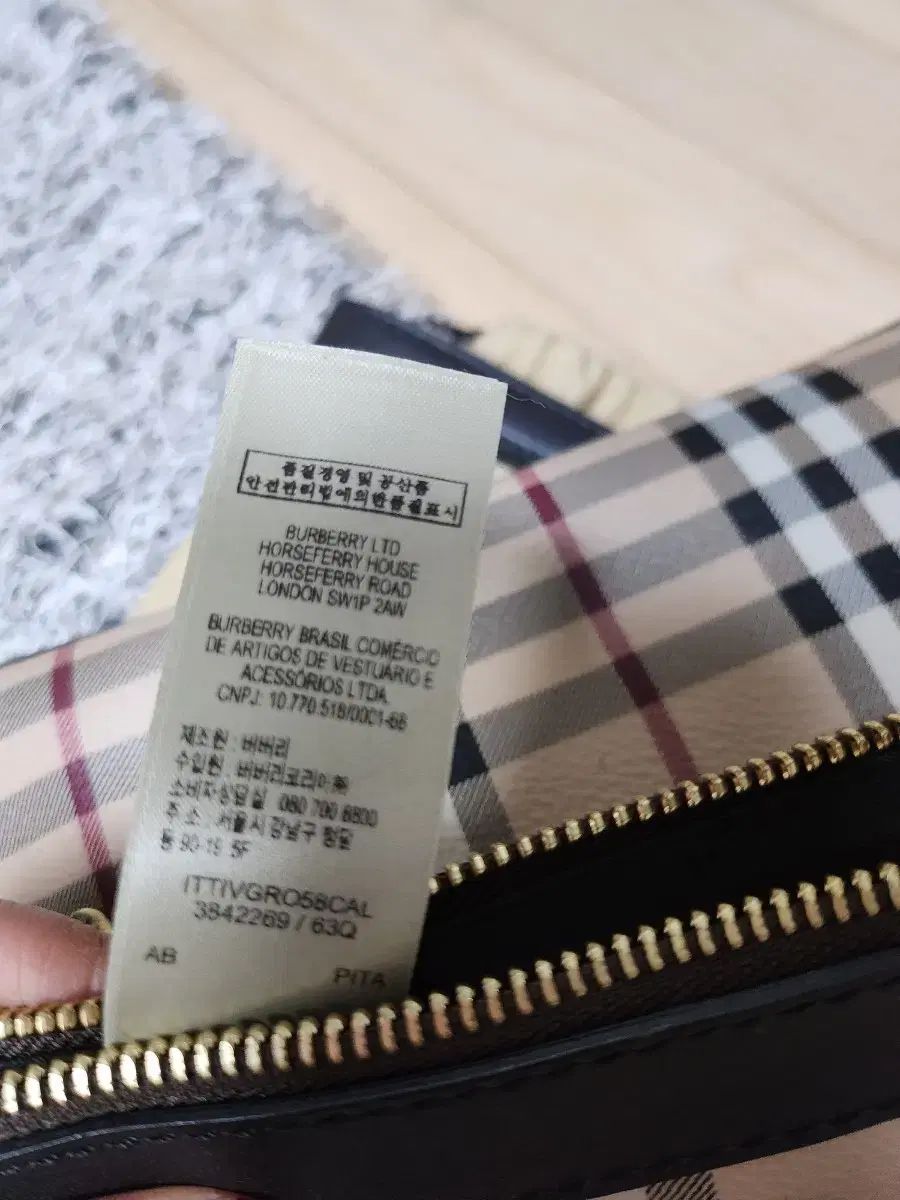 품질경영 및 공산품
안전관리법에의한품질표시
BURBERRY LTD
HORSEFERRY HOUSE
HORSEFERRY ROAD
LONDON SW1P 2AW
BURBERRY BRASIL COMÉRCIO
DE ARTIGOS DE VESTUÁRIO E
ACESSÓRIOS LTDA
CNPJ: 10.770.518/0001-66
제조원 : 버버리
수입원 : 버버리코리아㈜
소비자상담실 080 700 8800
주 소 : 서울시강남구 청담
동 90-15 5F
ITTIVGRO58CAL
3842269 / 63Q
AB
PITA